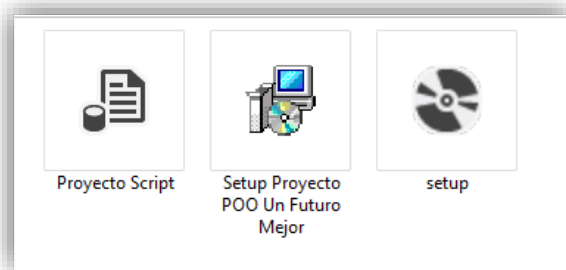 Proyecto Script
Setup Proyecto
POO Un Futuro
Mejor
setup